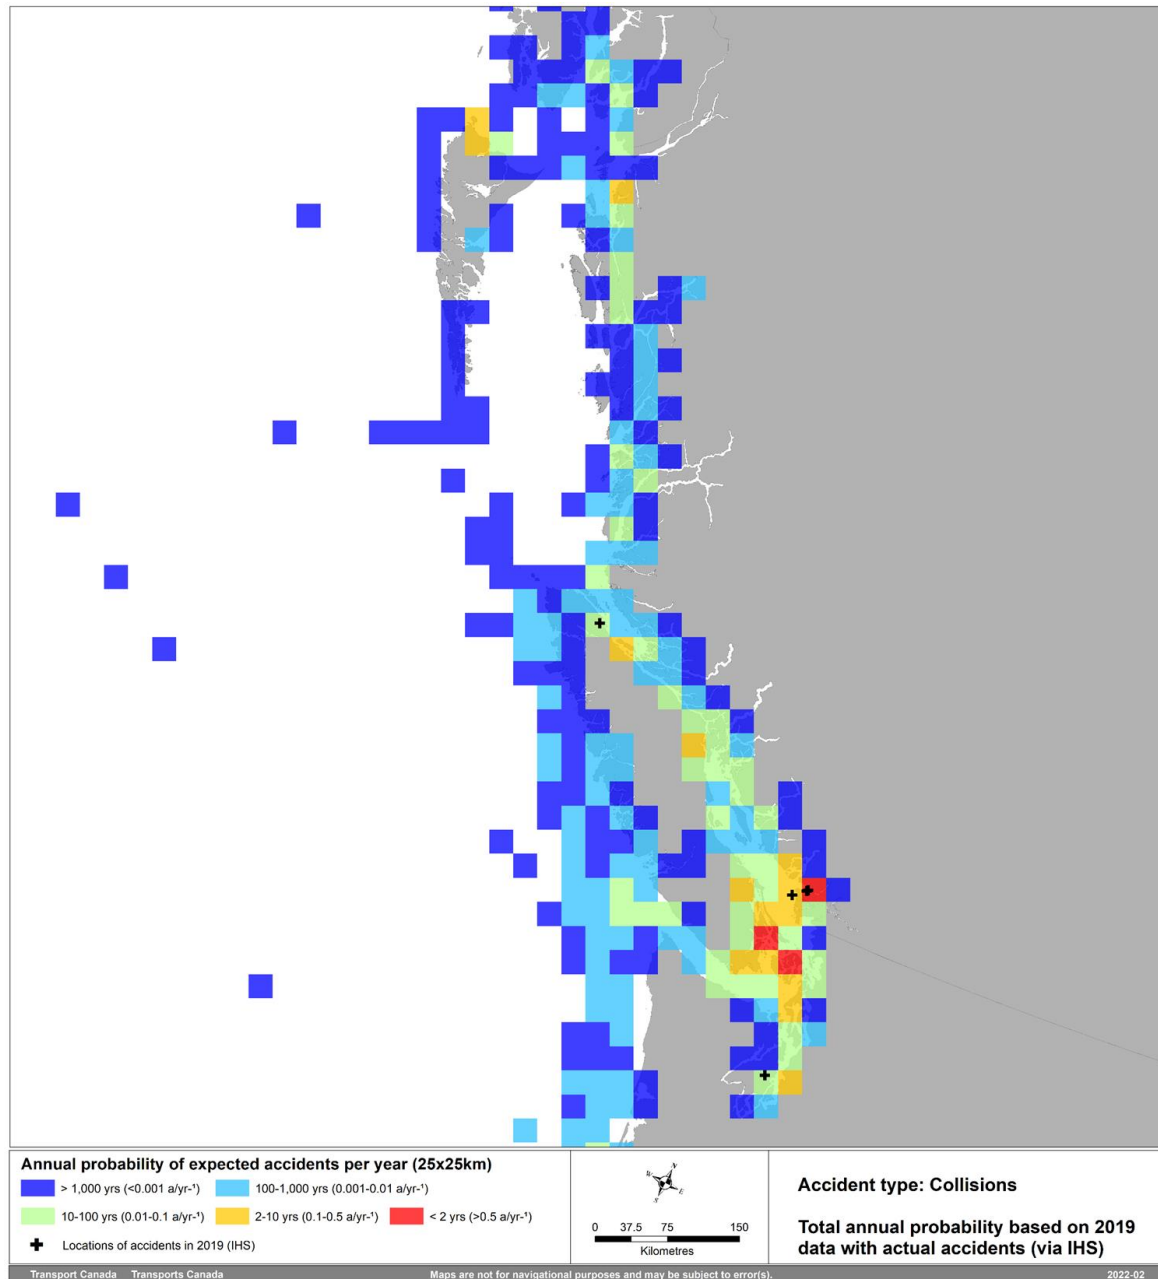 Annual probability of expected accidents per year (25x25km)
> 1,000 yrs (<0.001 a/yr⁻¹) 100-1,000 yrs (0.001-0.01 a/yr⁻¹)
10-100 yrs (0.01-0.1 a/yr⁻¹) 2-10 yrs (0.1-0.5 a/yr⁻¹) < 2 yrs (>0.5 a/yr⁻¹)
Locations of accidents in 2019 (IHS)
N
W
E
S
0 37.5 75 150
Kilometres
Accident type: Collisions
Total annual probability based on 2019
data with actual accidents (via IHS)
Transport Canada Transports Canada Maps are not for navigational purposes and may be subject to error(s). 2022-02